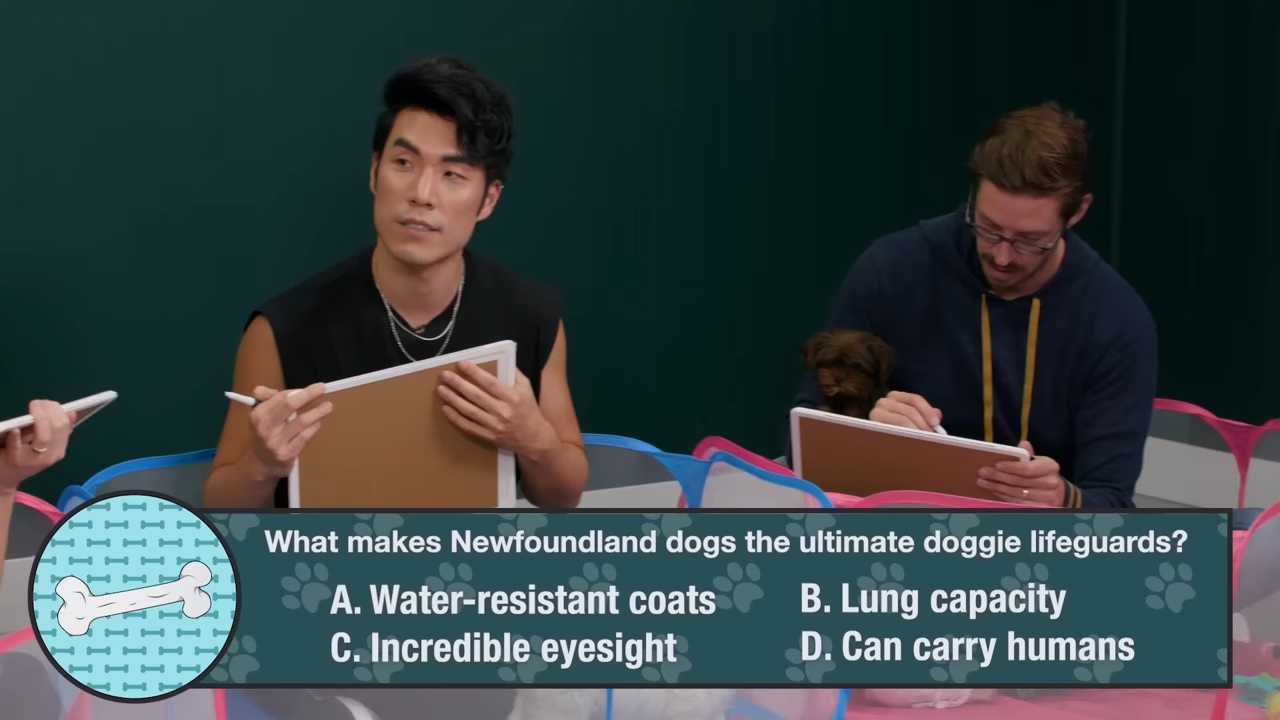 What makes Newfoundland dogs the ultimate doggie lifeguards?
A. Water-resistant coats
B. Lung capacity
C. Incredible eyesight
D. Can carry humans